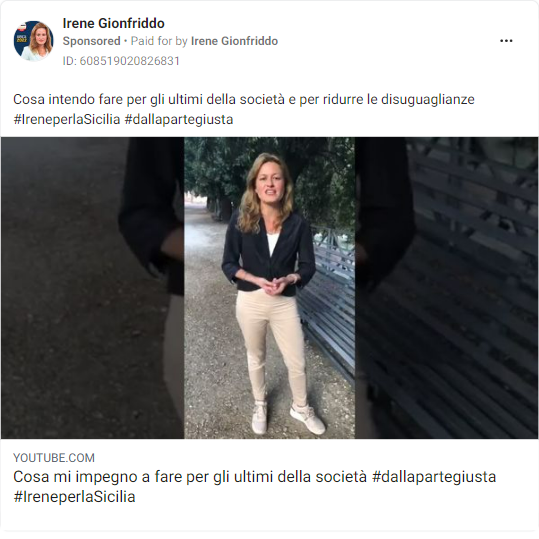 Irene Gionfriddo
Sponsored • Paid for by Irene Gionfriddo
ID: 608519020826831
Cosa intendo fare per gli ultimi della società e per ridurre le disuguaglianze
#IreneperlaSicilia #dallapartegiusta
YOUTUBE.COM
Cosa mi impegno a fare per gli ultimi della società #dallapartegiusta
#IreneperlaSicilia